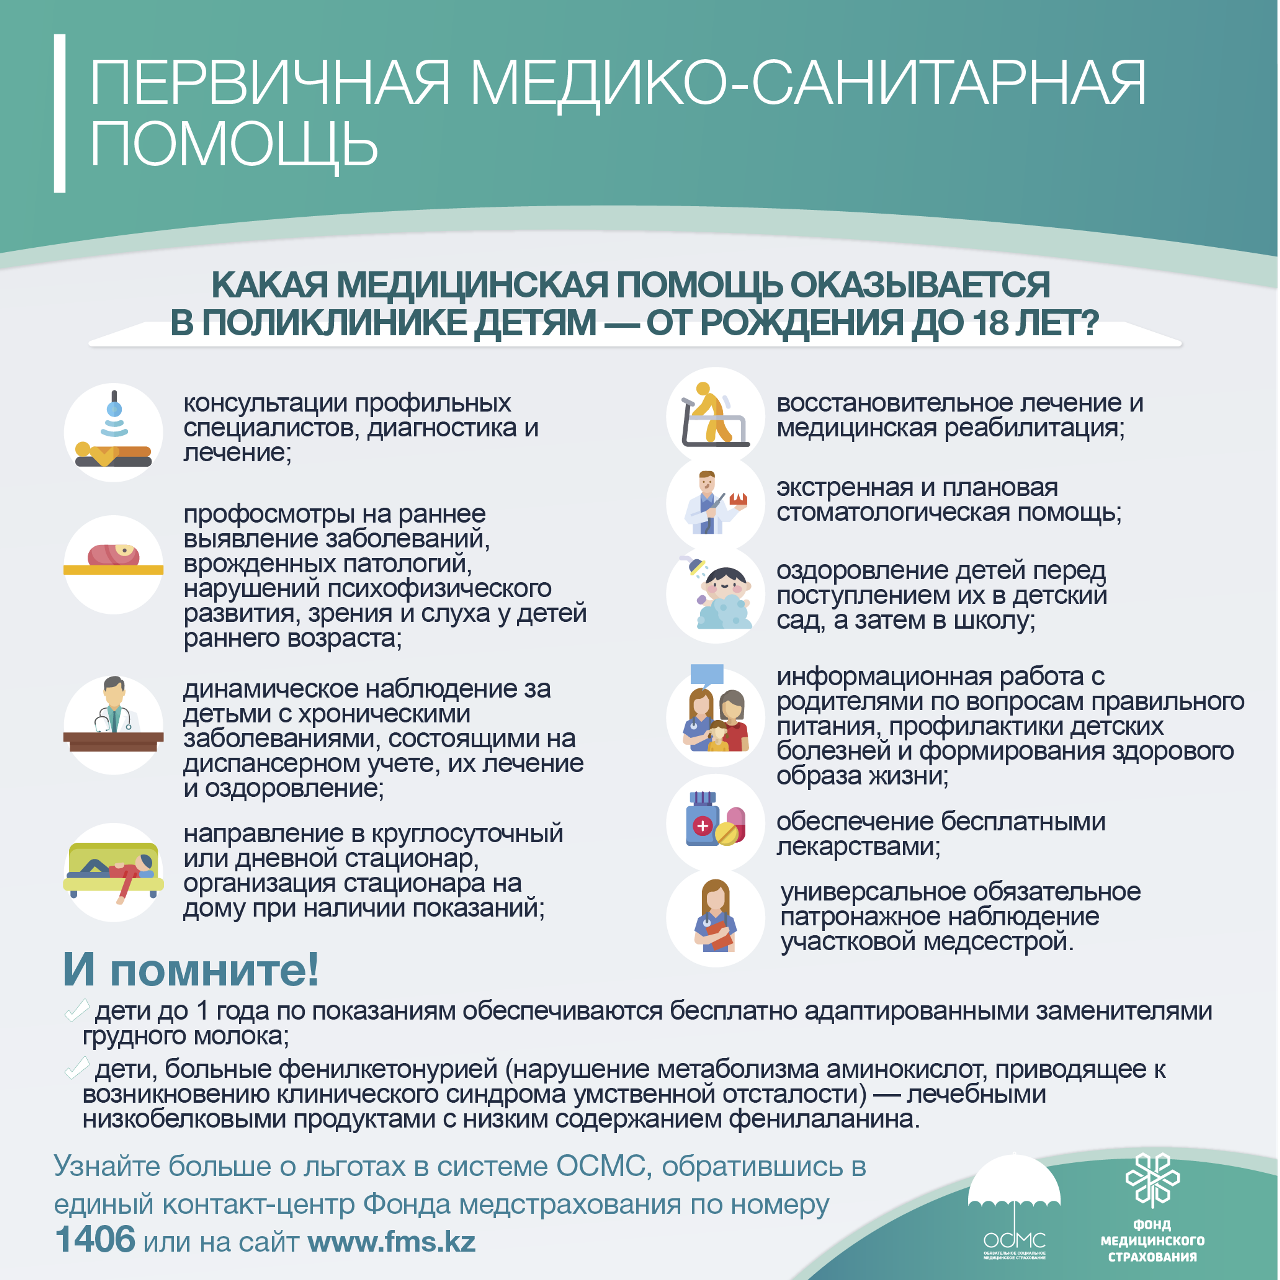 ПЕРВИЧНАЯ МЕДИКО-САНИТАРНАЯ
ПОМОЩЬ
КАКАЯ МЕДИЦИНСКАЯ ПОМОЩЬ ОКАЗЫВАЕТСЯ
В ПОЛИКЛИНИКЕ ДЕТЯМ — ОТ РОЖДЕНИЯ ДО 18 ЛЕТ?
консультации профильных
специалистов, диагностика и
лечение;
профосмотры на раннее
выявление заболеваний,
врожденных патологий,
нарушений психофизического
развития, зрения и слуха у детей
раннего возраста;
динамическое наблюдение за
детьми с хроническими
заболеваниями, состоящими на
диспансерном учете, их лечение
и оздоровление;
направление в круглосуточный
или дневной стационар,
организация стационара на
дому при наличии показаний;
восстановительное лечение и
медицинская реабилитация;
экстренная и плановая
стоматологическая помощь;
оздоровление детей перед
поступлением их в детский
сад, а затем в школу;
информационная работа с
родителями по вопросам правильного
питания, профилактики детских
болезней и формирования здорового
образа жизни;
обеспечение бесплатными
лекарствами;
универсальное обязательное
патронажное наблюдение
участковой медсестрой.
И помните!
дети до 1 года по показаниям обеспечиваются бесплатно адаптированными заменителями
грудного молока;
дети, больные фенилкетонурией (нарушение метаболизма аминокислот, приводящее к
возникновению клинического синдрома умственной отсталости) — лечебными
низкобелковыми продуктами с низким содержанием фенилаланина.
Узнайте больше о льготах в системе ОСМС, обратившись в
единый контакт-центр Фонда медстрахования по номеру
1406 или на сайт www.fms.kz
ОСМС
ОБЯЗАТЕЛЬНОЕ СОЦИАЛЬНОЕ
МЕДИЦИНСКОЕ СТРАХОВАНИЕ
ФОНД
МЕДИЦИНСКОГО
СТРАХОВАНИЯ